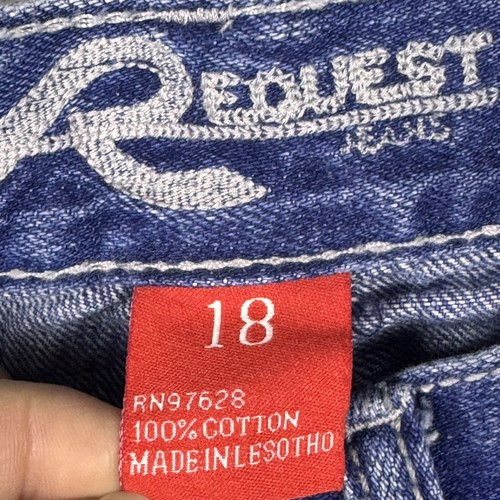 REQUEST
JEANS
18
RN97628
100% COTTON
MADE IN LESOTHO